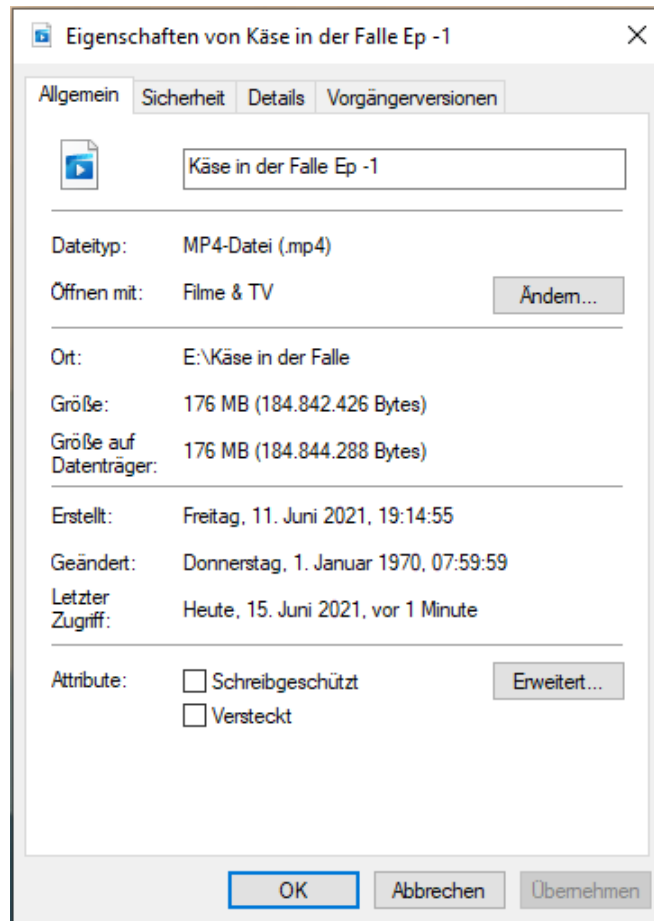 Eigenschaften von Käse in der Falle Ep -1
Allgemein Sicherheit Details Vorgängerversionen
Käse in der Falle Ep -1
Dateityp: MP4-Datei (.mp4)
Öffnen mit: Filme & TV Ändern...
Ort: E:\Käse in der Falle
Größe: 176 MB (184.842.426 Bytes)
Größe auf
Datenträger: 176 MB (184.844.288 Bytes)
Erstellt: Freitag, 11. Juni 2021, 19:14:55
Geändert: Donnerstag, 1. Januar 1970, 07:59:59
Letzter
Zugriff: Heute, 15. Juni 2021, vor 1 Minute
Attribute: Schreibgeschützt Erweitert...
Versteckt
OK Abbrechen Übernehmen